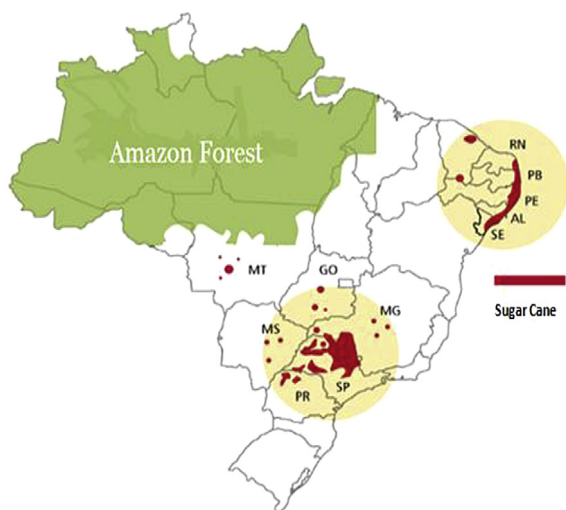 Amazon Forest
RN
PB
PE
AL
SE
MT
GO
MG
Sugar Cane
MS
SP
PR